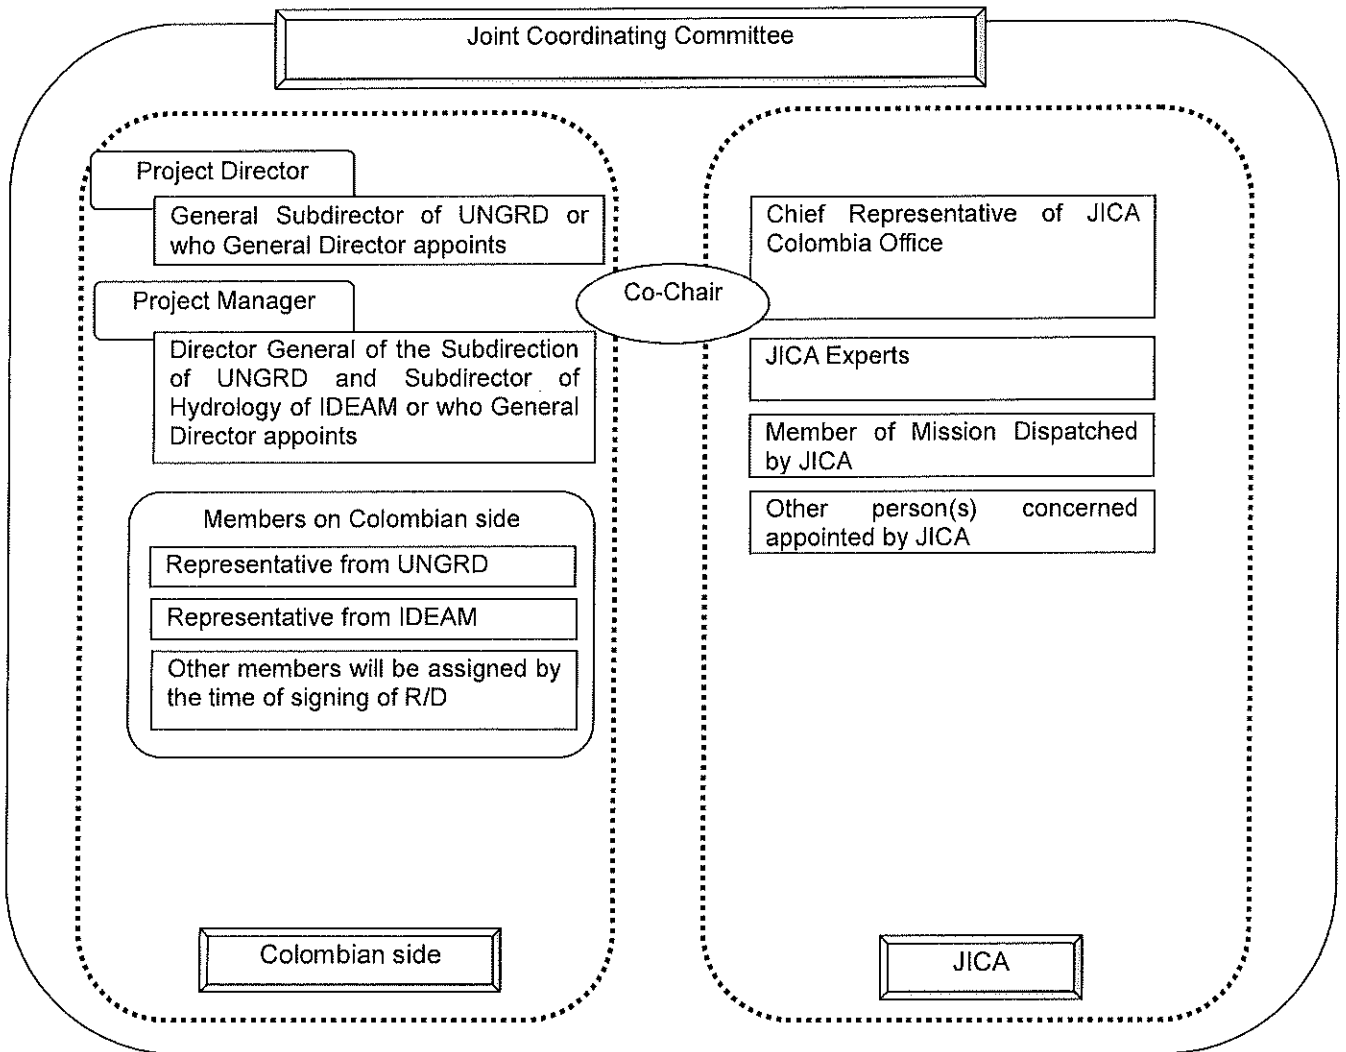 Joint Coordinating Committee
Project Director
General Subdirector of UNGRD or
who General Director appoints
Project Manager
Director General of the Subdirection
of UNGRD and Subdirector of
Hydrology of IDEAM or who General
Director appoints
Members on Colombian side
Representative from UNGRD
Representative from IDEAM
Other members will be assigned by
the time of signing of R/D
Colombian side
Co-Chair
Chief Representative of JICA
Colombia Office
JICA Experts
Member of Mission Dispatched
by JICA
Other person(s) concerned
appointed by JICA
JICA